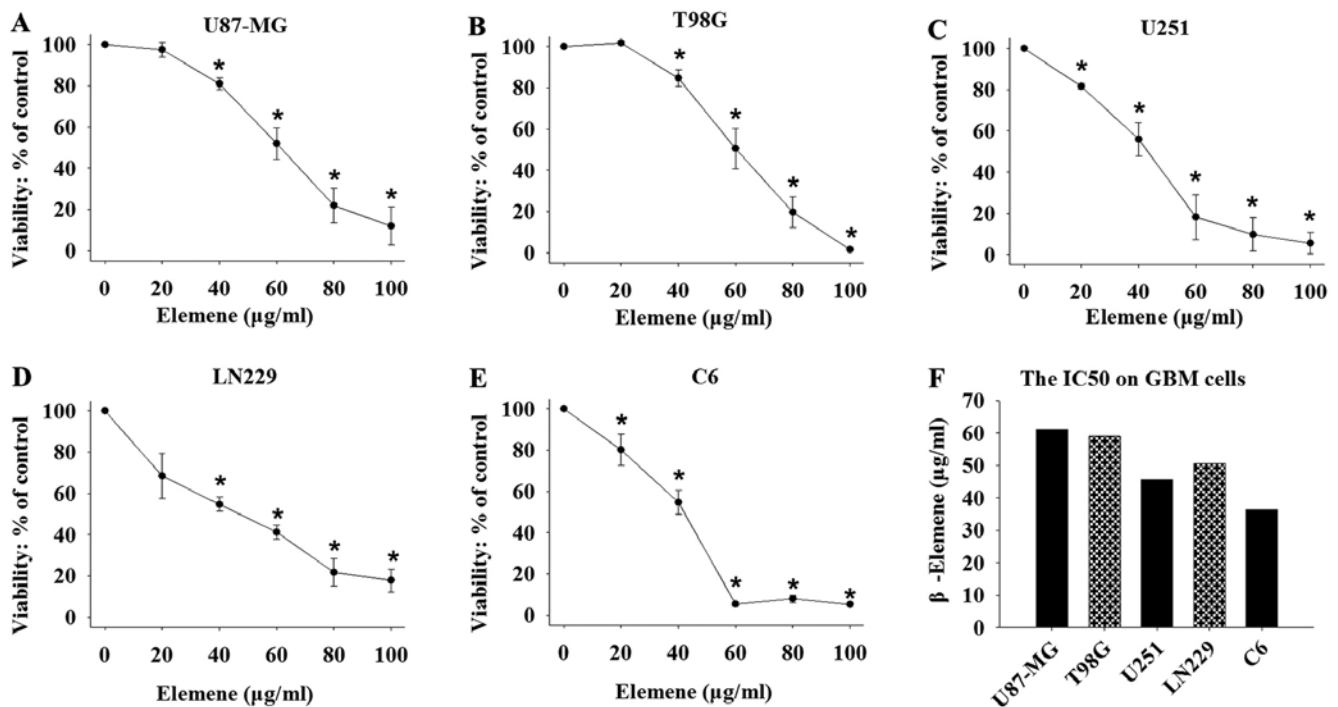 A
U87-MG
Viability: % of control
100
80
60
40
20
0
*
*
*
*
0 20 40 60 80 100
Elemene (µg/ml)
B
T98G
Viability: % of control
100
80
60
40
20
0
*
*
*
*
0 20 40 60 80 100
Elemene (µg/ml)
C
U251
Viability: % of control
100
80
60
40
20
0
*
*
*
*
*
0 20 40 60 80 100
Elemene (µg/ml)
D
LN229
Viability: % of control
100
80
60
40
20
0
*
*
*
*
0 20 40 60 80 100
Elemene (µg/ml)
E
C6
Viability: % of control
100
80
60
40
20
0
*
*
*
*
*
0 20 40 60 80 100
Elemene (µg/ml)
F
The IC50 on GBM cells
β -Elemene (µg/ml)
70
60
50
40
30
20
10
0
U87-MG
T98G
U251
LN229
C6